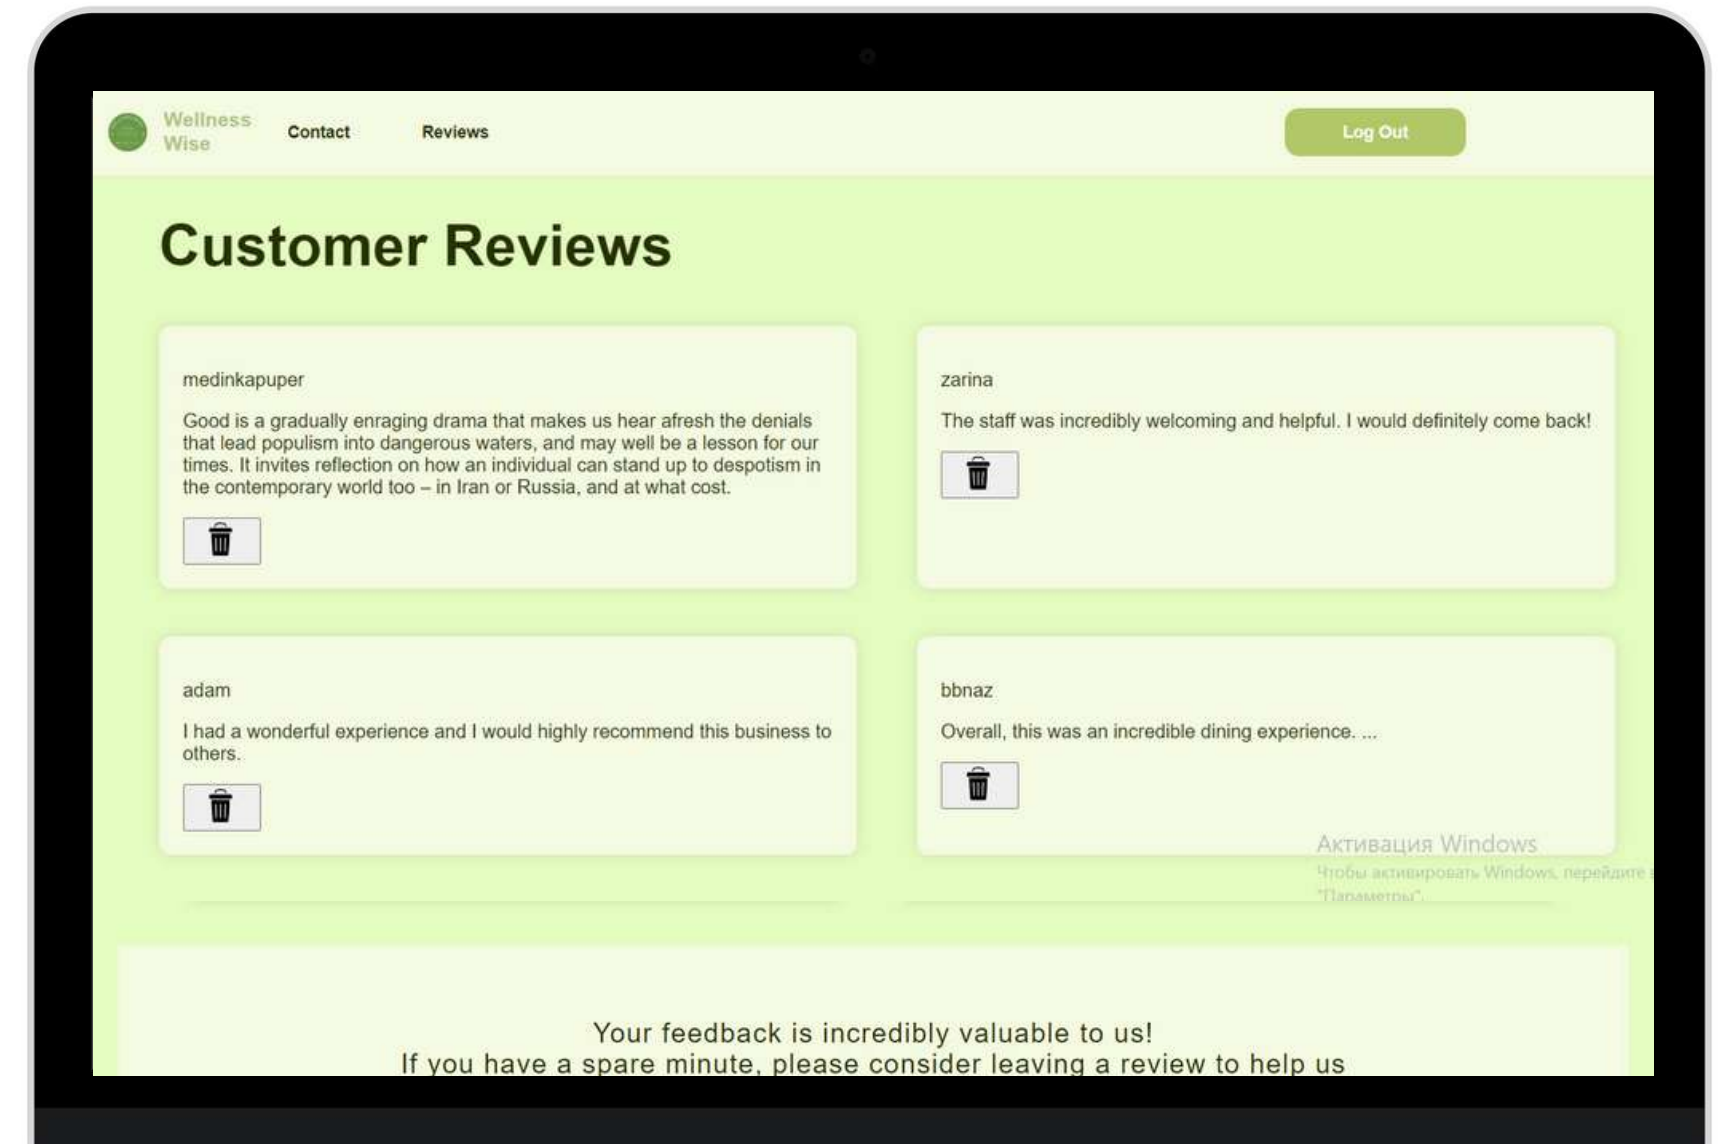 Wellness
Wise
Contact
Reviews
Log Out
Customer Reviews
medinkapuper
Good is a gradually enraging drama that makes us hear afresh the denials
that lead populism into dangerous waters, and may well be a lesson for our
times. It invites reflection on how an individual can stand up to despotism in
the contemporary world too – in Iran or Russia, and at what cost.
zarina
The staff was incredibly welcoming and helpful. I would definitely come back!
adam
I had a wonderful experience and I would highly recommend this business to
others.
bbnaz
Overall, this was an incredible dining experience. ...
Активация Windows
Чтобы активировать Windows, перейдите в
"Параметры".
Your feedback is incredibly valuable to us!
If you have a spare minute, please consider leaving a review to help us